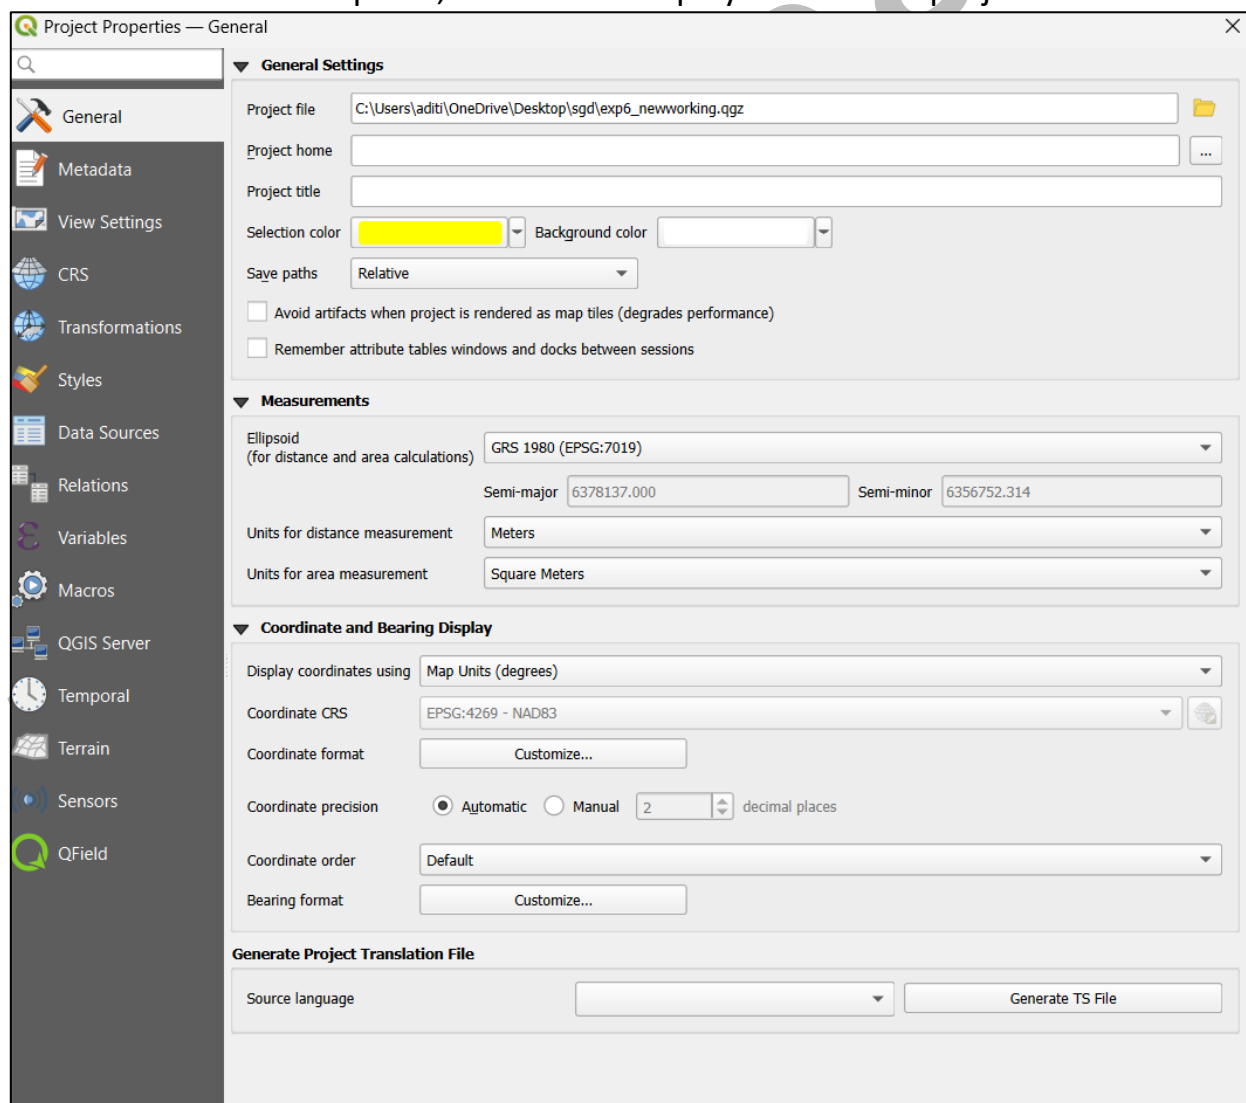 Project Properties — General
General
Metadata
View Settings
CRS
Transformations
Styles
Data Sources
Relations
Variables
Macros
QGIS Server
Temporal
Terrain
Sensors
QField
General Settings
Project file C:\Users\aditi\OneDrive\Desktop\sgd\exp6_newworking.qgz
Project home ...
Project title
Selection color Background color
Save paths Relative
Avoid artifacts when project is rendered as map tiles (degrades performance)
Remember attribute tables windows and docks between sessions
Measurements
Ellipsoid
(for distance and area calculations) GRS 1980 (EPSG:7019)
Semi-major 6378137.000 Semi-minor 6356752.314
Units for distance measurement Meters
Units for area measurement Square Meters
Coordinate and Bearing Display
Display coordinates using Map Units (degrees)
Coordinate CRS EPSG:4269 - NAD83
Coordinate format Customize...
Coordinate precision Automatic Manual 2 decimal places
Coordinate order Default
Bearing format Customize...
Generate Project Translation File
Source language Generate TS File